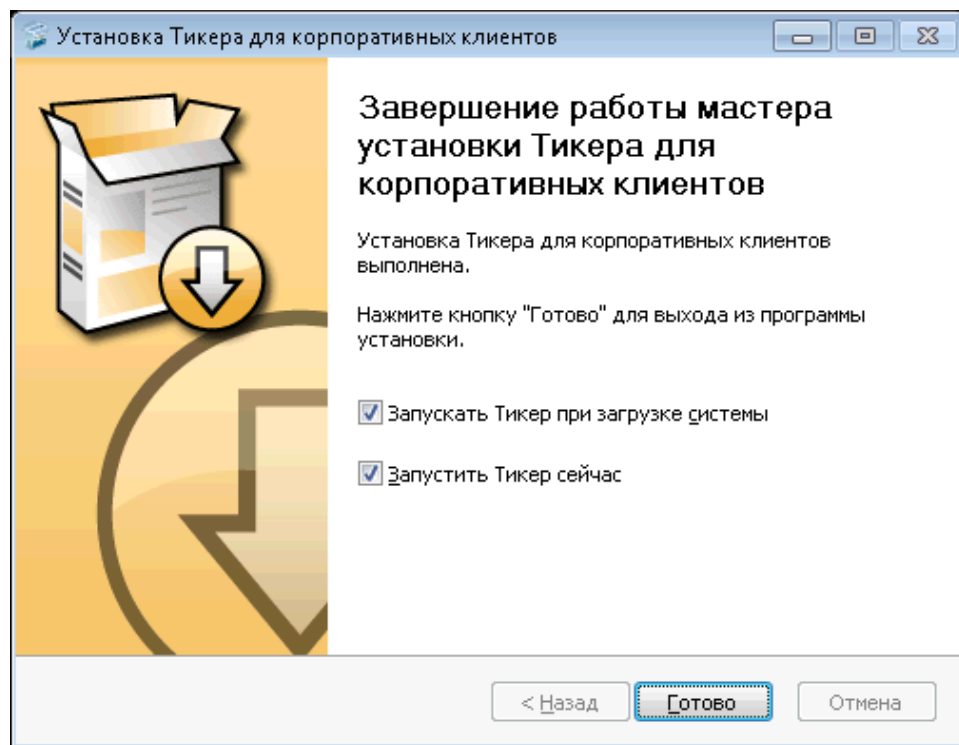 Установка Тикера для корпоративных клиентов
Завершение работы мастера
установки Тикера для
корпоративных клиентов
Установка Тикера для корпоративных клиентов
выполнена.
Нажмите кнопку "Готово" для выхода из программы
установки.
Запускать Тикер при загрузке системы
Запустить Тикер сейчас
< Назад
Готово
Отмена